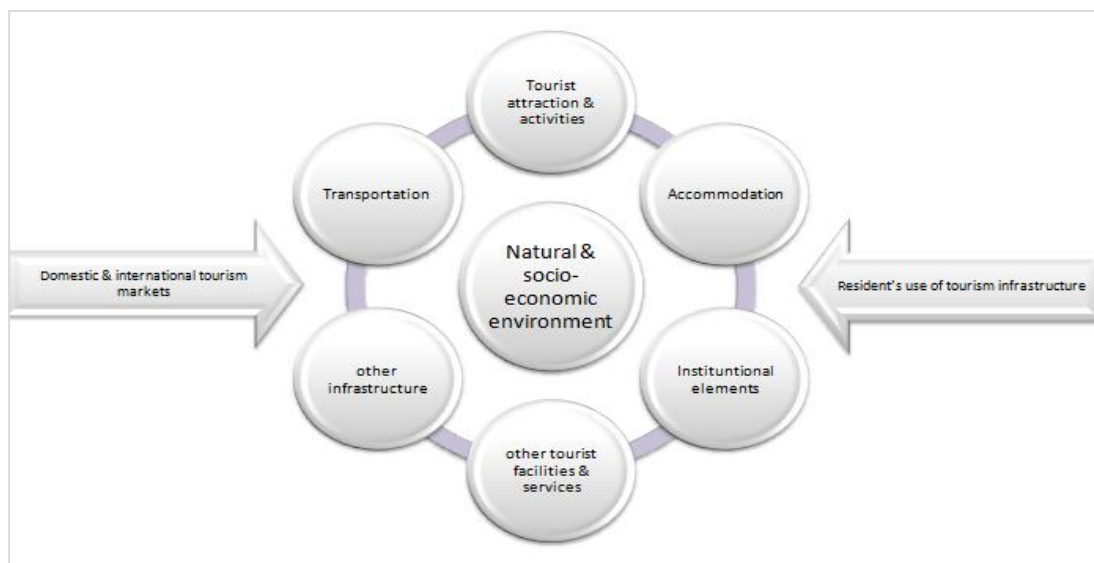 Tourist
attraction &
activities
Transportation
Accommodation
Natural &
socio-
economic
environment
Domestic & international tourism
markets
Resident's use of tourism infrastructure
other
infrastructure
Instituntional
elements
other tourist
facilities &
services